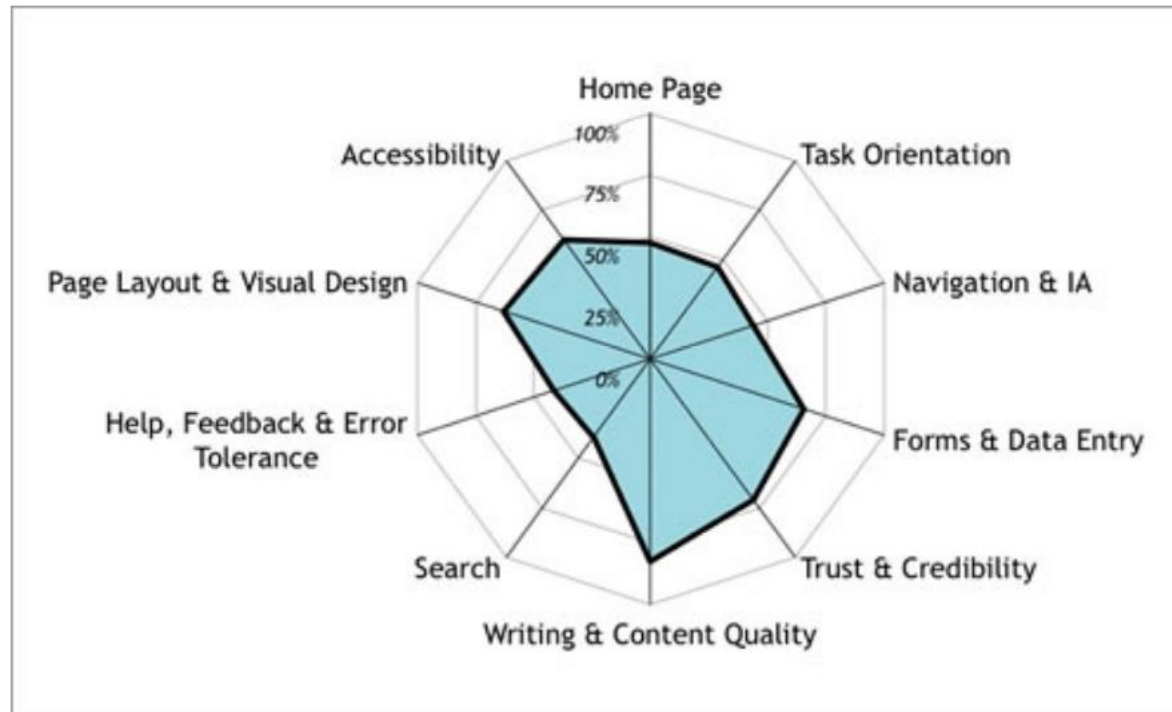 Home Page
100%
Accessibility
Task Orientation
75%
50%
Page Layout & Visual Design
Navigation & IA
25%
0%
Help, Feedback & Error
Tolerance
Forms & Data Entry
Search
Trust & Credibility
Writing & Content Quality